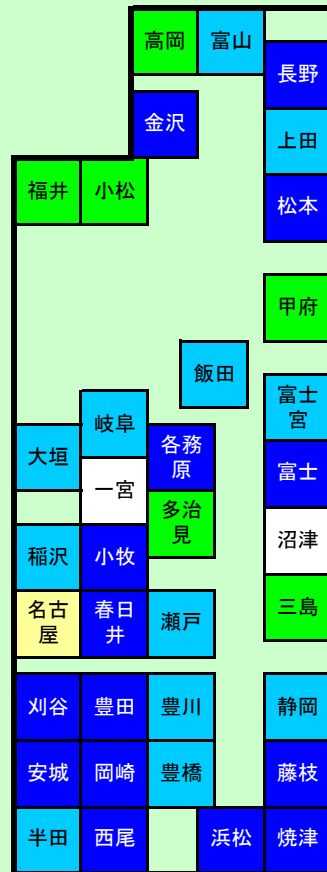 高岡
富山
長野
金沢
上田
福井
小松
松本
甲府
飯田
富士
宮
岐阜
大垣
各務
原
富士
一宮
多治
見
沼津
稲沢
小牧
三島
名古
屋
春日
井
瀬戸
刈谷
豊田
豊川
静岡
安城
岡崎
豊橋
藤枝
半田
西尾
浜松
焼津